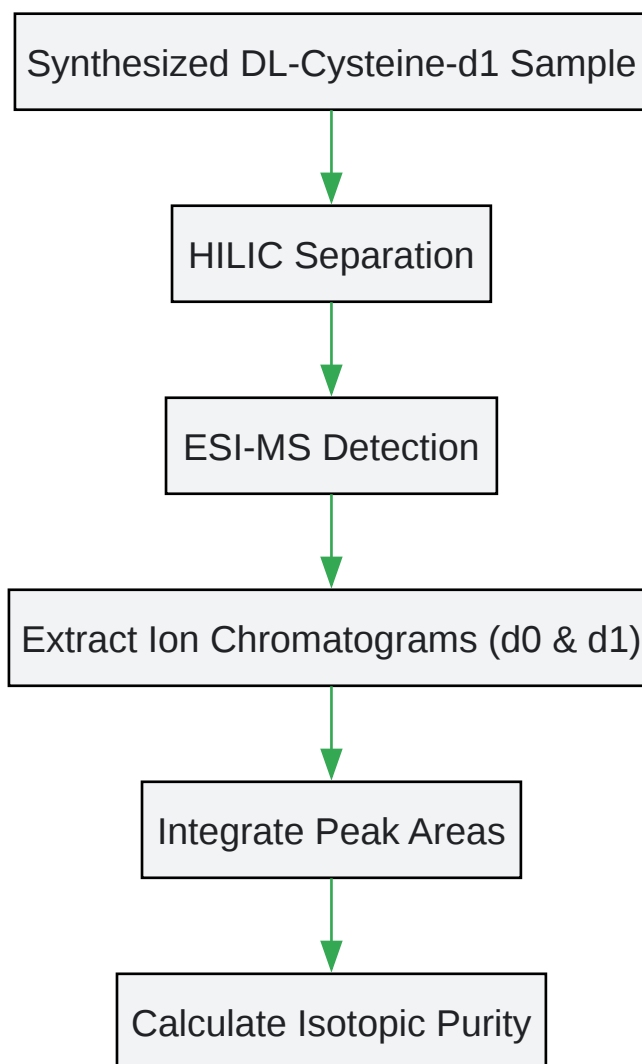 Synthesized DL-Cysteine-d1 Sample
HILIC Separation
ESI-MS Detection
Extract Ion Chromatograms (d0 & d1)
Integrate Peak Areas
Calculate Isotopic Purity